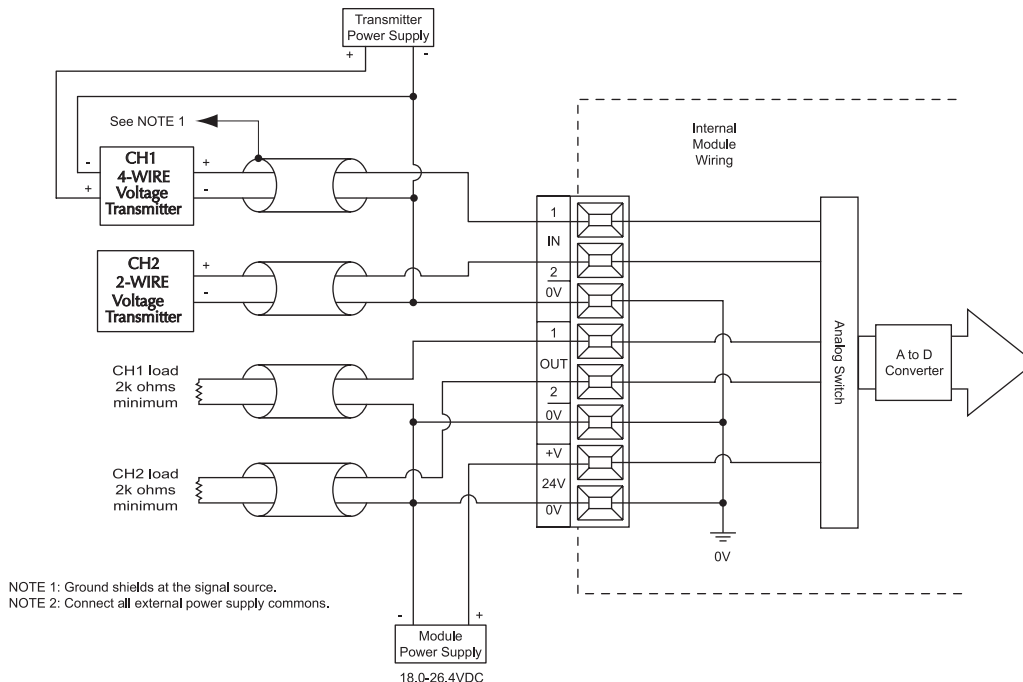 Transmitter
Power Supply
+
-
See NOTE 1
Internal
Module
Wiring
-
+
CH1
4-WIRE
Voltage
Transmitter
+
-
CH2
2-WIRE
Voltage
Transmitter
+
-
1
IN
2
0V
1
OUT
2
0V
+V
24V
0V
CH1 load
2k ohms
minimum
CH2 load
2k ohms
minimum
Analog Switch
A to D
Converter
0V
NOTE 1: Ground shields at the signal source.
NOTE 2: Connect all external power supply commons.
-
+
Module
Power Supply
18.0-26.4VDC